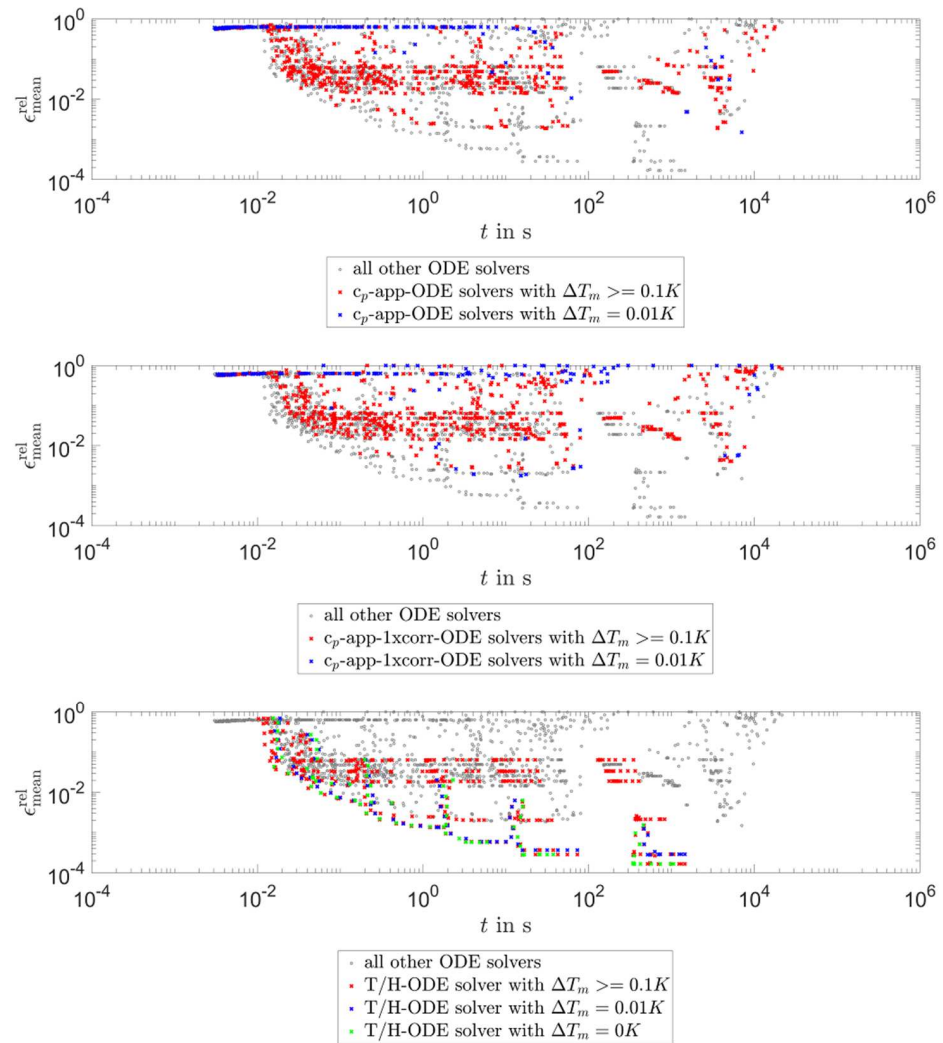 10^0
10^-2
10^-4
ϵ^rel_mean
10^-4 10^-2 10^0 10^2 10^4 10^6
t in s
all other ODE solvers
c_p-app-ODE solvers with ΔT_m >= 0.1K
c_p-app-ODE solvers with ΔT_m = 0.01K
10^0
10^-2
10^-4
ϵ^rel_mean
10^-4 10^-2 10^0 10^2 10^4 10^6
t in s
all other ODE solvers
c_p-app-1xcorr-ODE solvers with ΔT_m >= 0.1K
c_p-app-1xcorr-ODE solvers with ΔT_m = 0.01K
10^0
10^-2
10^-4
ϵ^rel_mean
10^-4 10^-2 10^0 10^2 10^4 10^6
t in s
all other ODE solvers
T/H-ODE solver with ΔT_m >= 0.1K
T/H-ODE solver with ΔT_m = 0.01K
T/H-ODE solver with ΔT_m = 0K